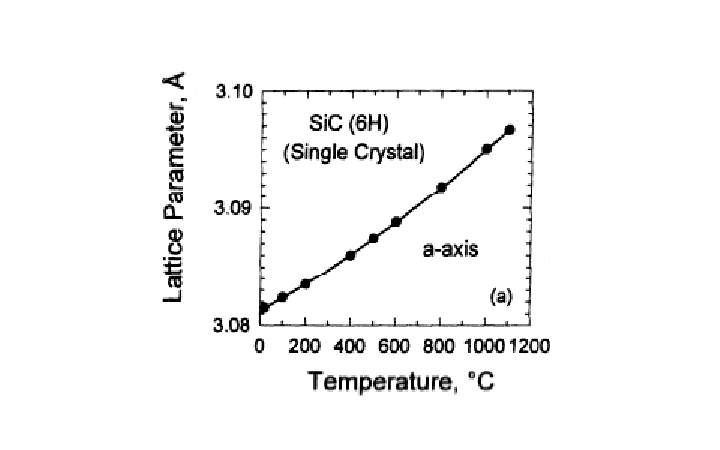 3.10
SiC (6H)
(Single Crystal)
3.09
a-axis
(a)
3.08
0 200 400 600 800 1000 1200
Temperature, °C
Lattice Parameter, Å